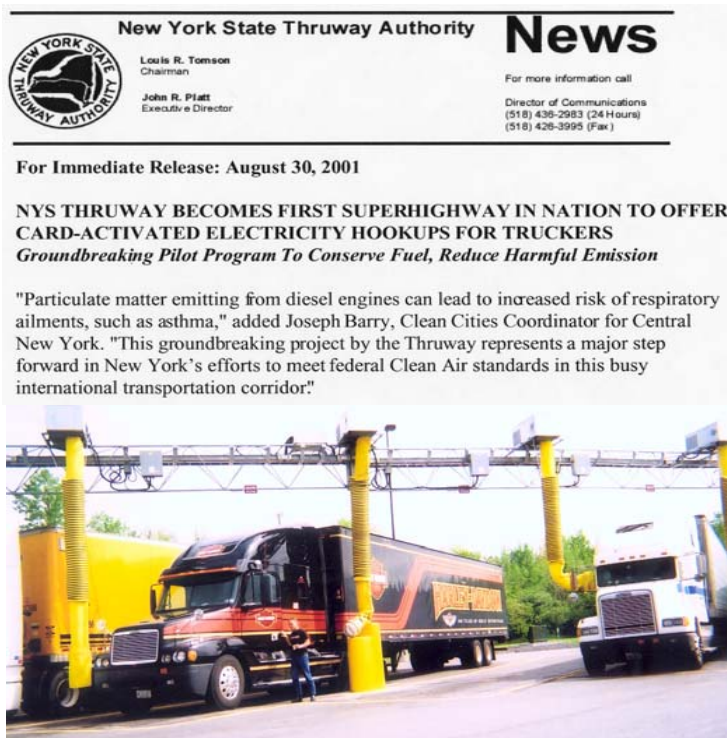 New York State Thruway Authority
News
NEW YORK STATE
THRUWAY AUTHORITY
Louis R. Tomson
Chairman
John R. Platt
Executive Director
For more information call
Director of Communications
(518) 436-2983 (24 Hours)
(518) 426-3995 (Fax)
For Immediate Release: August 30, 2001
NYS THRUWAY BECOMES FIRST SUPERHIGHWAY IN NATION TO OFFER
CARD-ACTIVATED ELECTRICITY HOOKUPS FOR TRUCKERS
Groundbreaking Pilot Program To Conserve Fuel, Reduce Harmful Emission
"Particulate matter emitting from diesel engines can lead to increased risk of respiratory
ailments, such as asthma," added Joseph Barry, Clean Cities Coordinator for Central
New York. "This groundbreaking project by the Thruway represents a major step
forward in New York's efforts to meet federal Clean Air standards in this busy
international transportation corridor."